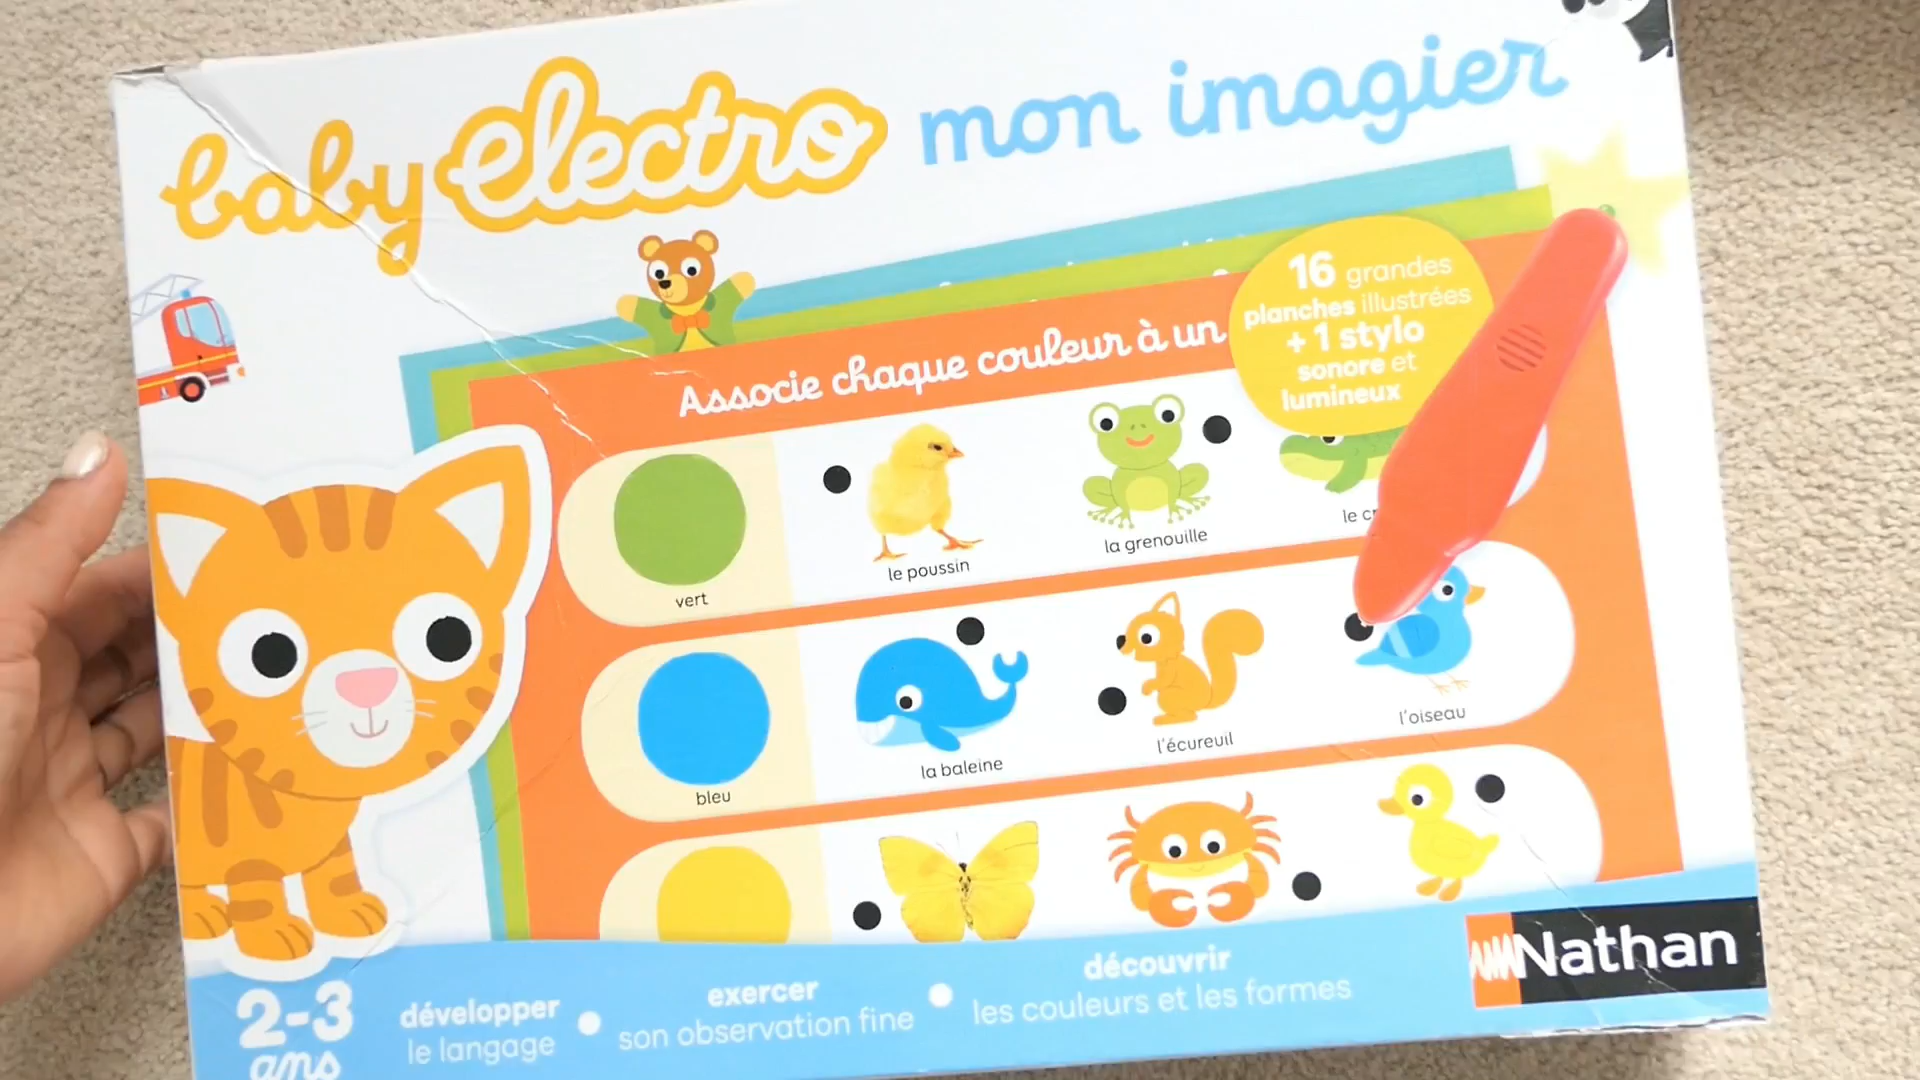 baby electro mon imagier
16 grandes
planches illustrées
+ 1 stylo
sonore et
lumineux
Associe chaque couleur à un
vert
le poussin
la grenouille
le
bleu
la baleine
l'écureuil
l'oiseau
2-3
ans
développer
le langage
exercer
son observation fine
découvrir
les couleurs et les formes
Nathan